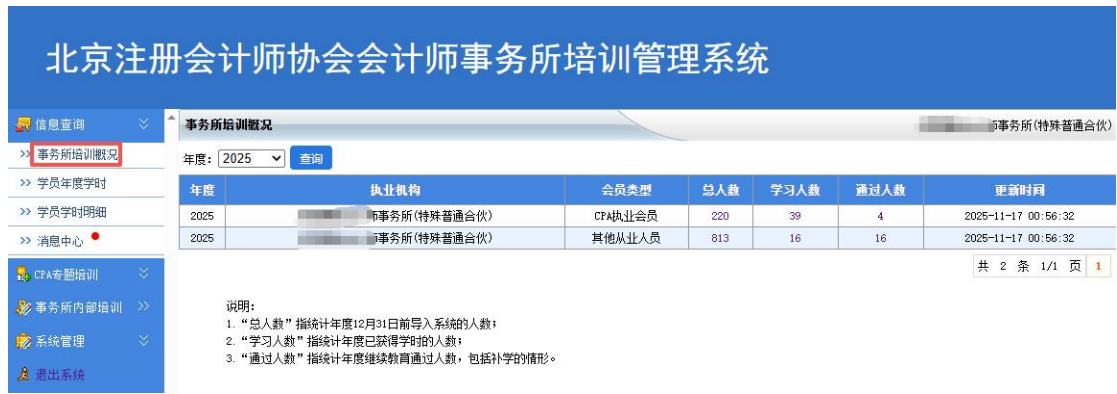 北京注册会计师协会会计师事务所培训管理系统
信息查询
事务所培训概况
事务所(特殊普通合伙)
>> 事务所培训概况
年度: 2025 查询
>> 学员年度学时
年度 执业机构 会员类型 总人数 学习人数 通过人数 更新时间
>> 学员学时明细
2025 事务所(特殊普通合伙) CPA执业会员 220 39 4 2025-11-17 00:56:32
>> 消息中心
2025 事务所(特殊普通合伙) 其他从业人员 813 16 16 2025-11-17 00:56:32
共 2 条 1/1 页 1
CPA专题培训
事务所内部培训 >>
说明:
1. “总人数”指统计年度12月31日前导入系统的人数;
2. “学习人数”指统计年度已获得学时的人数;
3. “通过人数”指统计年度继续教育通过人数，包括补学的情形。
系统管理
退出系统